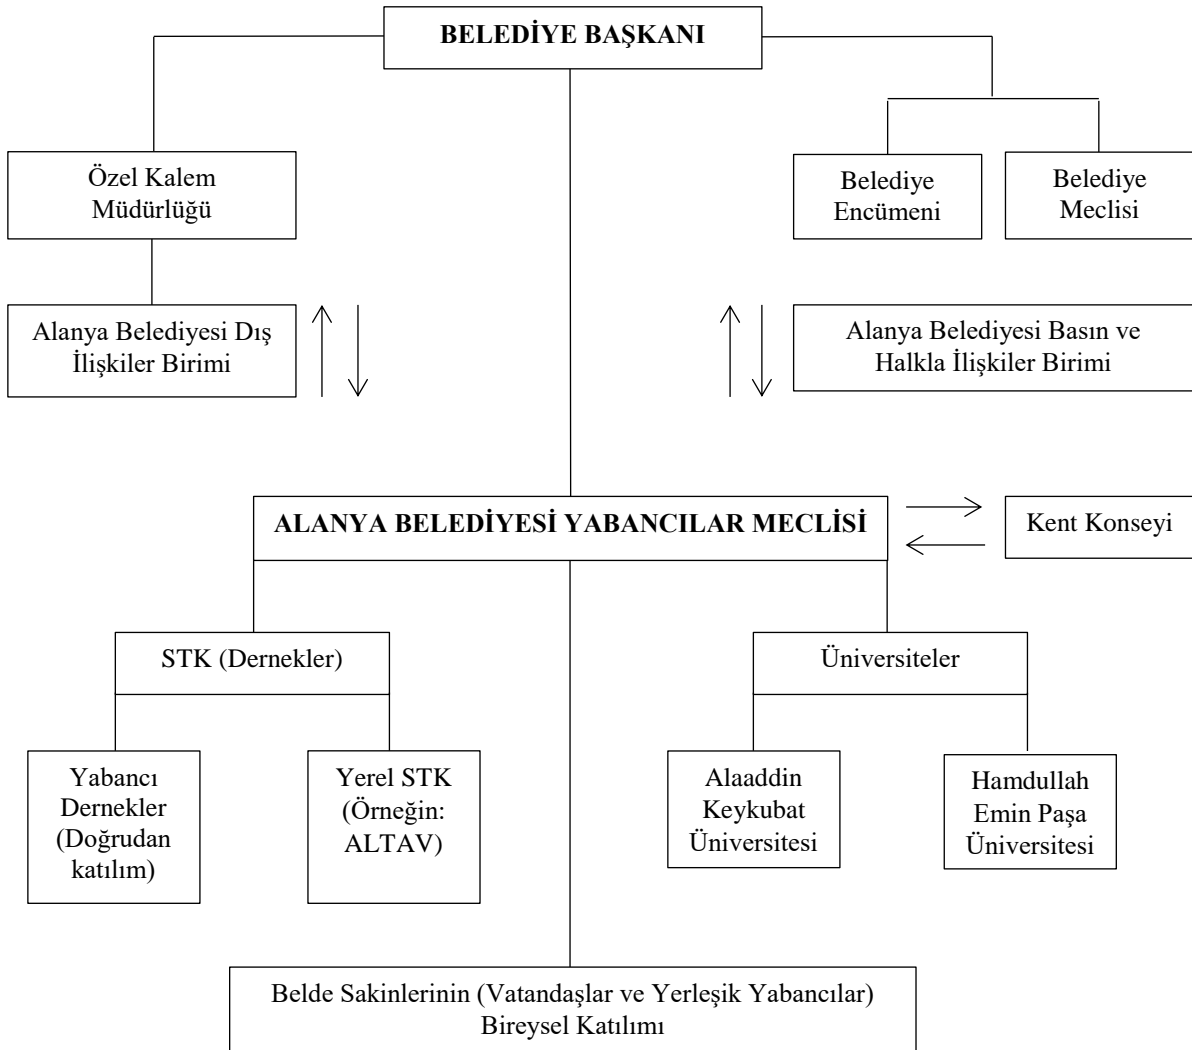 BELEDİYE BAŞKANI
Özel Kalem
Müdürlüğü
Belediye
Encümeni
Belediye
Meclisi
Alanya Belediyesi Dış
İlişkiler Birimi
Alanya Belediyesi Basın ve
Halkla İlişkiler Birimi
ALANYA BELEDİYESİ YABANCILAR MECLİSİ
Kent Konseyi
STK (Dernekler)
Üniversiteler
Yabancı
Dernekler
(Doğrudan
katılım)
Yerel STK
(Örneğin:
ALTAV)
Alaaddin
Keykubat
Üniversitesi
Hamdullah
Emin Paşa
Üniversitesi
Belde Sakinlerinin (Vatandaşlar ve Yerleşik Yabancılar)
Bireysel Katılımı